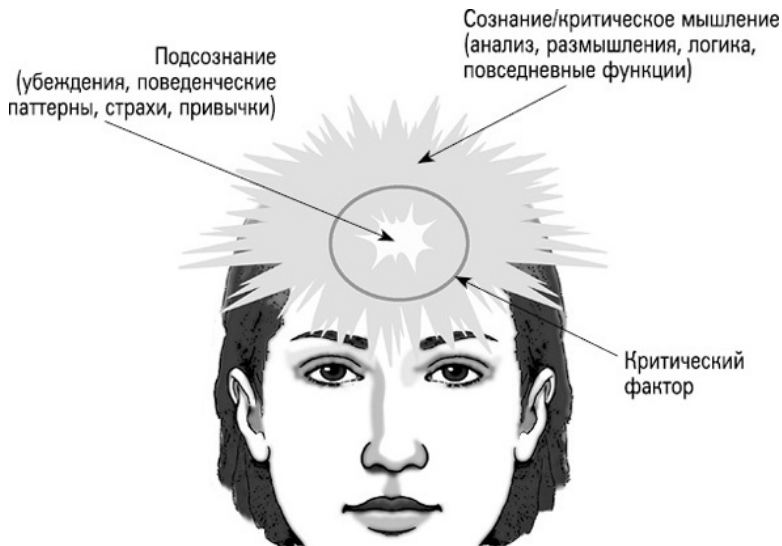 Подсознание
(убеждения, поведенческие
паттерны, страхи, привычки)
Сознание/критическое мышление
(анализ, размышления, логика,
повседневные функции)
Критический
фактор